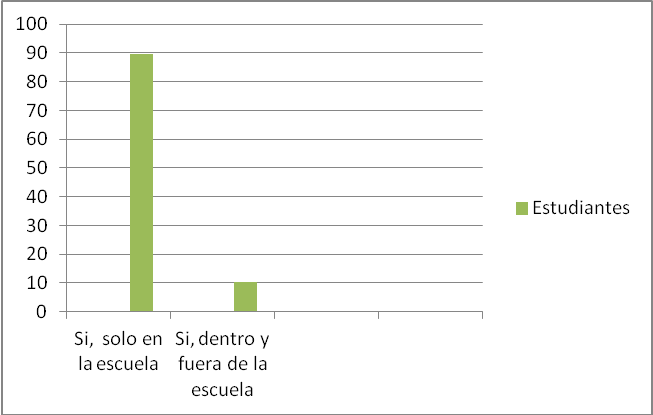 100
90
80
70
60
50
40
30
20
10
0
Si, solo en
la escuela
Si, dentro y
fuera de la
escuela
Estudiantes